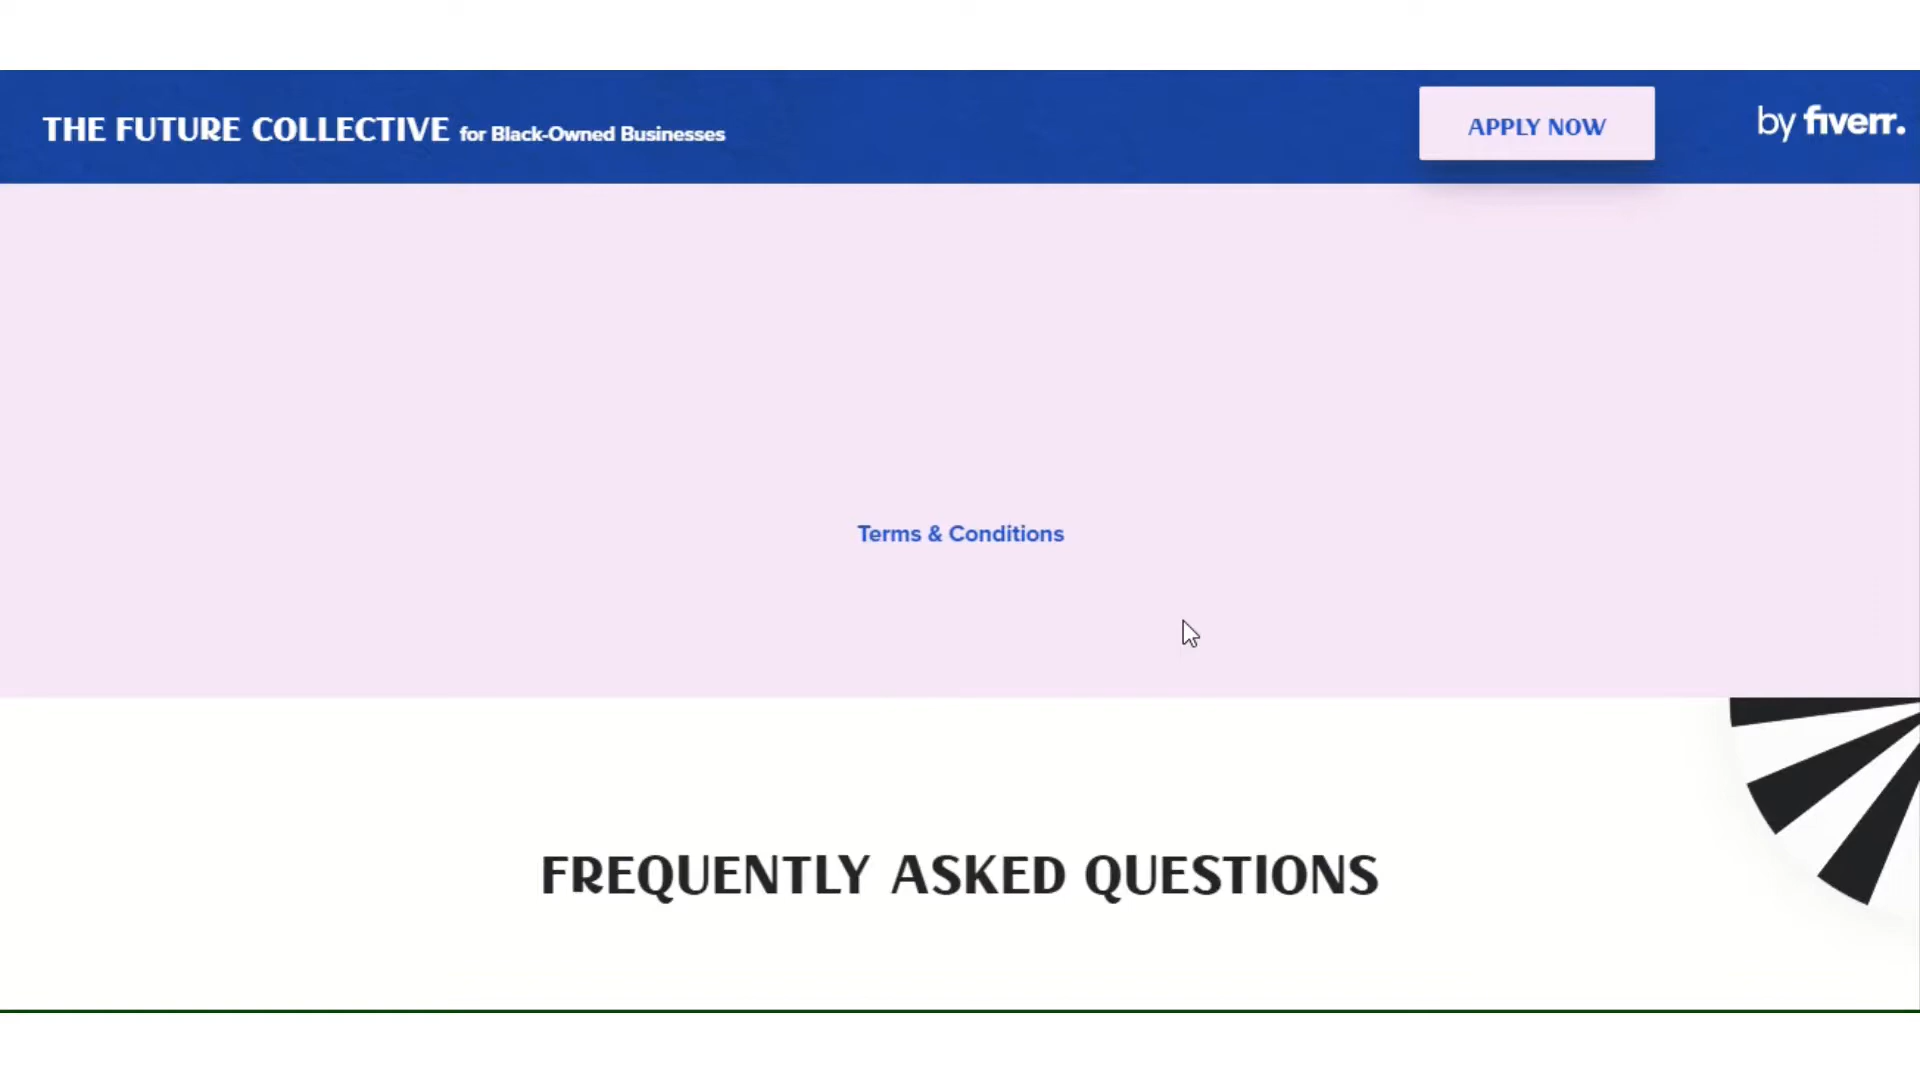 THE FUTURE COLLECTIVE for Black-Owned Businesses
APPLY NOW
by fiverr.
Terms & Conditions
FREQUENTLY ASKED QUESTIONS